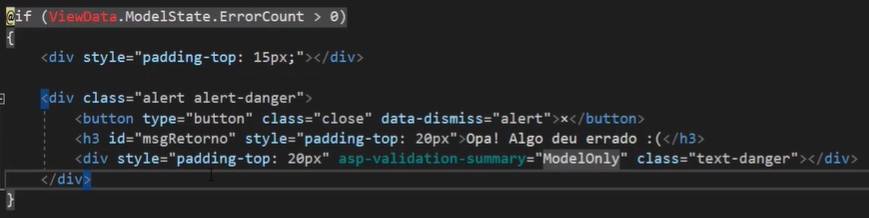 @if (ViewData.ModelState.ErrorCount > 0)
{
<div style="padding-top: 15px;"></div>
<div class="alert alert-danger">
<button type="button" class="close" data-dismiss="alert">×</button>
<h3 id="msgRetorno" style="padding-top: 20px">Opa! Algo deu errado :(</h3>
<div style="padding-top: 20px" asp-validation-summary="ModelOnly" class="text-danger"></div>
</div>
}